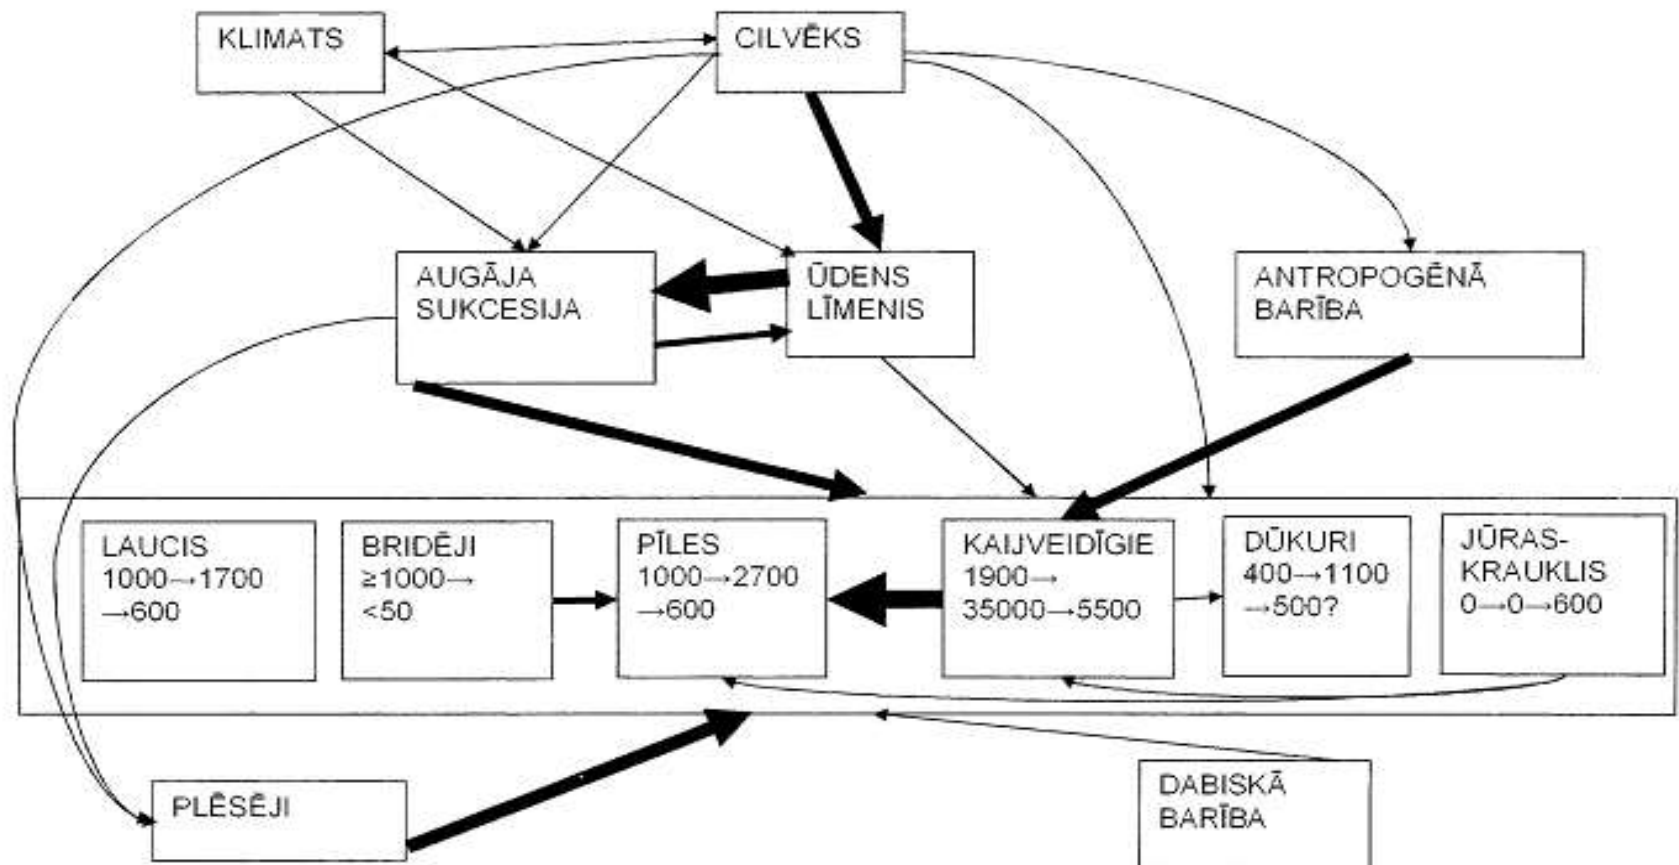 KLIMATS
CILVĒKS
AUGĀJA
SUKCESIJA
ŪDENS
LĪMENIS
ANTROPOGĒNĀ
BARĪBA
LAUCIS
1000→1700
→600
BRIDĒJI
≥1000→
<50
PĪLES
1000→2700
→600
KAIJVEIDĪGIE
1900→
35000→5500
DŪKURI
400→1100
→500?
JŪRAS-
KRAUKLIS
0→0→600
PLĒSĒJI
DABISKĀ
BARĪBA